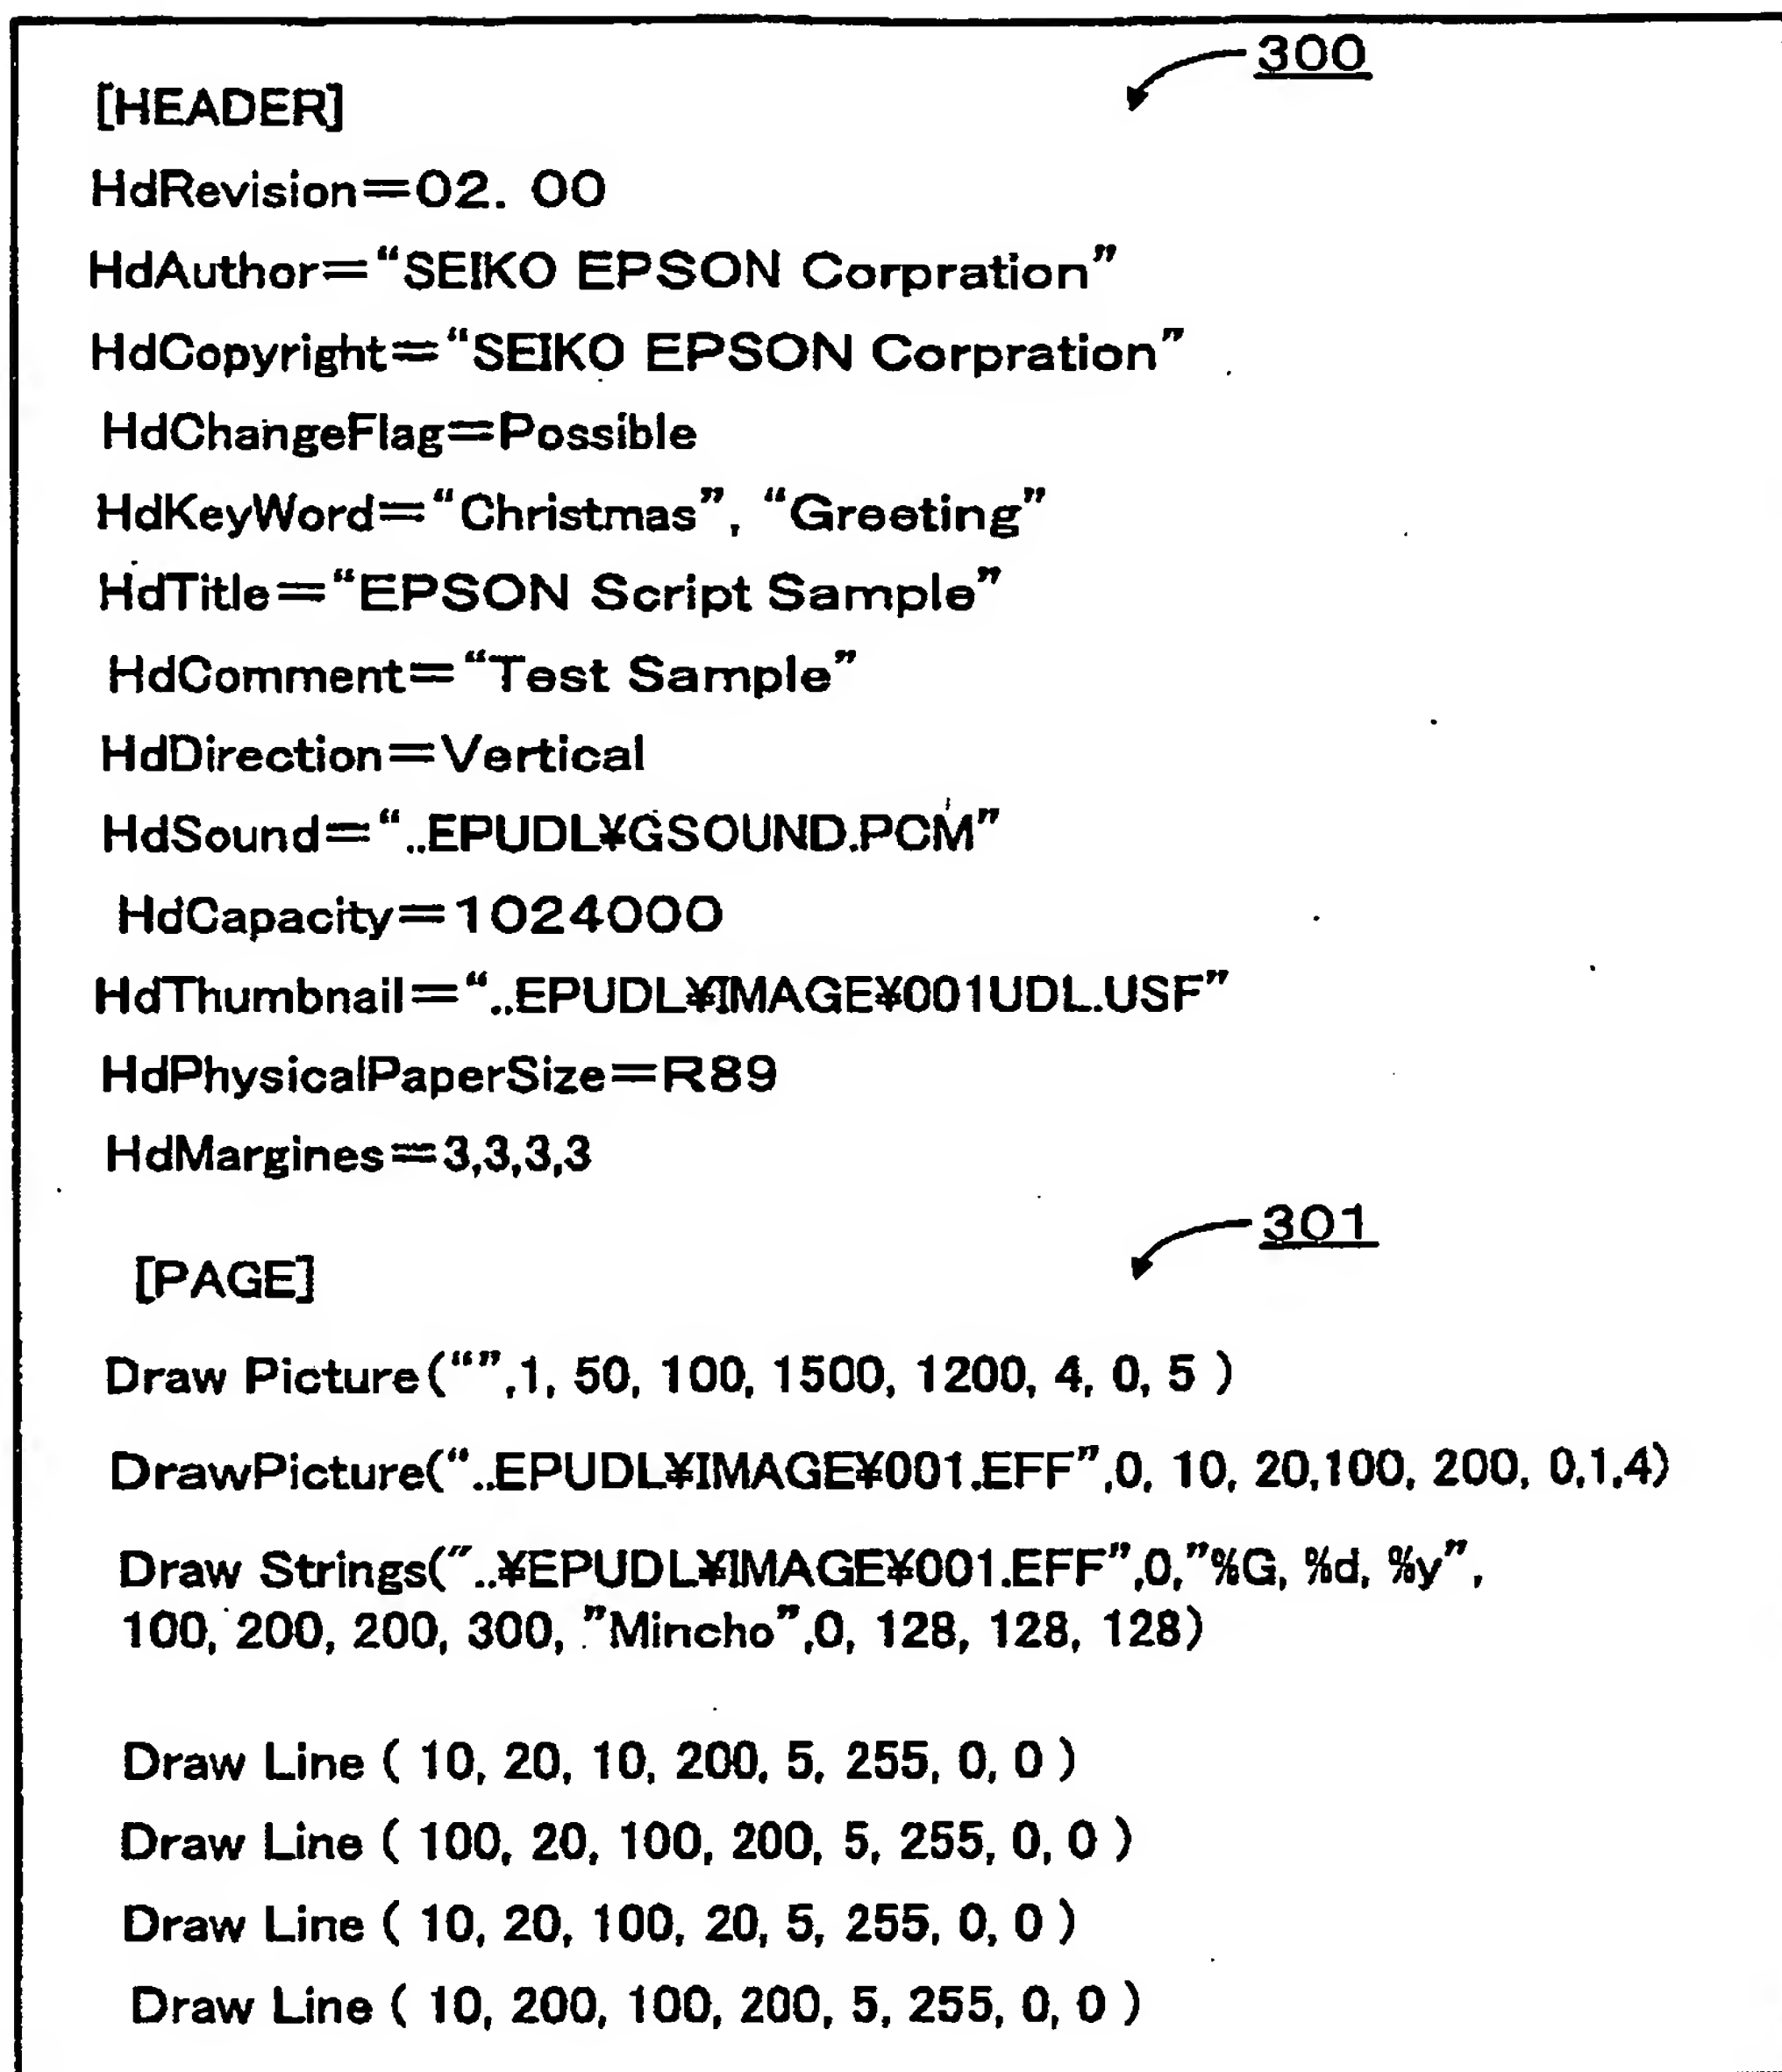 300
[HEADER]
HdRevision=02. 00
HdAuthor="SEIKO EPSON Corpration"
HdCopyright="SEIKO EPSON Corpration"
HdChangeFlag=Possible
HdKeyWord="Christmas", "Greeting"
HdTitle="EPSON Script Sample"
HdComment="Test Sample"
HdDirection=Vertical
HdSound="..EPUDL¥GSOUND.PCM"
HdCapacity=1024000
HdThumbnail="..EPUDL¥IMAGE¥001UDL.USF"
HdPhysicalPaperSize=R89
HdMargines=3,3,3,3
301
[PAGE]
Draw Picture("",1, 50, 100, 1500, 1200, 4, 0, 5 )
DrawPicture("..EPUDL¥IMAGE¥001.EFF",0, 10, 20,100, 200, 0,1,4)
Draw Strings("..¥EPUDL¥IMAGE¥001.EFF",0,"%G, %d, %y",
100, 200, 200, 300, "Mincho",0, 128, 128, 128)
Draw Line ( 10, 20, 10, 200, 5, 255, 0, 0 )
Draw Line ( 100, 20, 100, 200, 5, 255, 0, 0 )
Draw Line ( 10, 20, 100, 20, 5, 255, 0, 0 )
Draw Line ( 10, 200, 100, 200, 5, 255, 0, 0 )